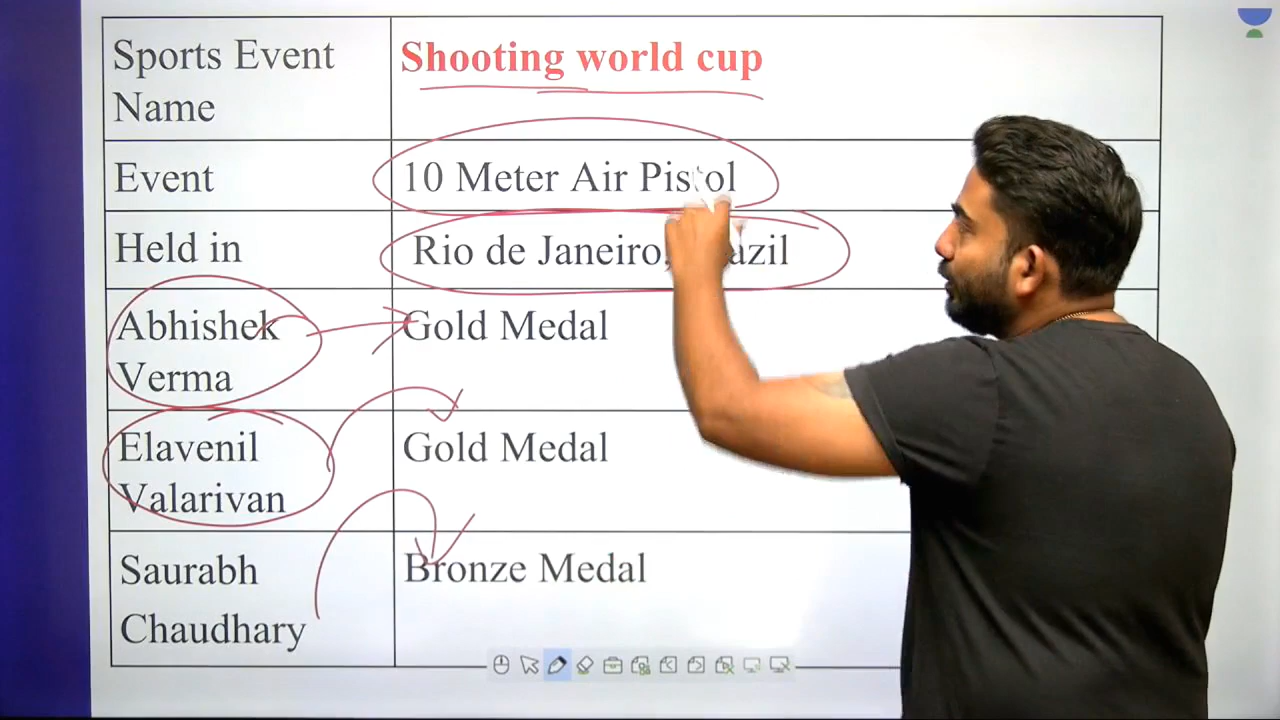 Sports Event
Name
Shooting world cup
Event
10 Meter Air Pistol
Held in
Rio de Janeiro,
Abhishek
Verma
Gold Medal
Elavenil
Valarivan
Gold Medal
Saurabh
Chaudhary
Bronze Medal